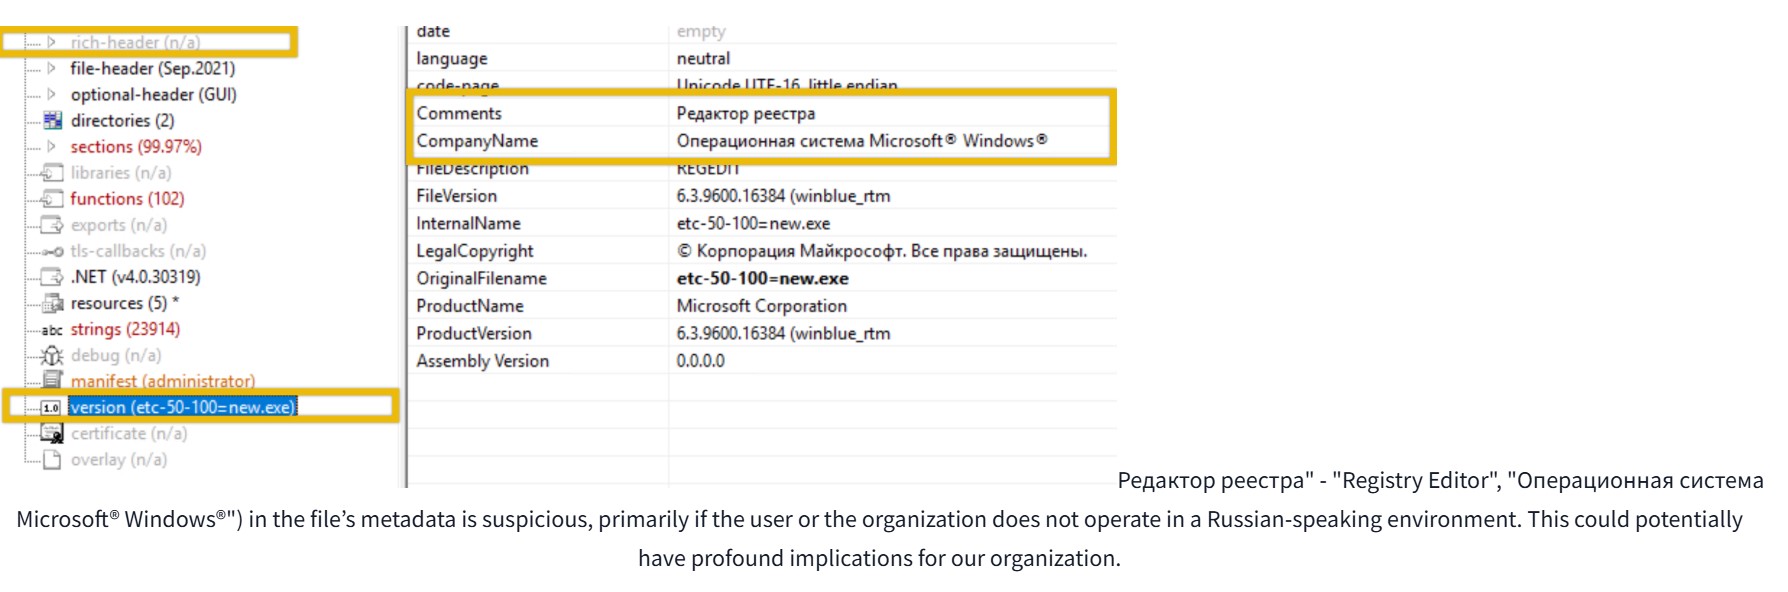 rich-header (n/a)
file-header (Sep.2021)
optional-header (GUI)
directories (2)
sections (99.97%)
libraries (n/a)
functions (102)
exports (n/a)
tls-callbacks (n/a)
.NET (v4.0.30319)
resources (5) *
abc strings (23914)
debug (n/a)
manifest (administrator)
1.0 version (etc-50-100=new.exe)
certificate (n/a)
overlay (n/a)
date empty
language neutral
code-page Unicode UTF-16, little endian
Comments Редактор реестра
CompanyName Операционная система Microsoft® Windows®
FileDescription REGEDIT
FileVersion 6.3.9600.16384 (winblue_rtm
InternalName etc-50-100=new.exe
LegalCopyright © Корпорация Майкрософт. Все права защищены.
OriginalFilename etc-50-100=new.exe
ProductName Microsoft Corporation
ProductVersion 6.3.9600.16384 (winblue_rtm
Assembly Version 0.0.0.0
Редактор реестра" - "Registry Editor", "Операционная система
Microsoft® Windows®") in the file’s metadata is suspicious, primarily if the user or the organization does not operate in a Russian-speaking environment. This could potentially
have profound implications for our organization.